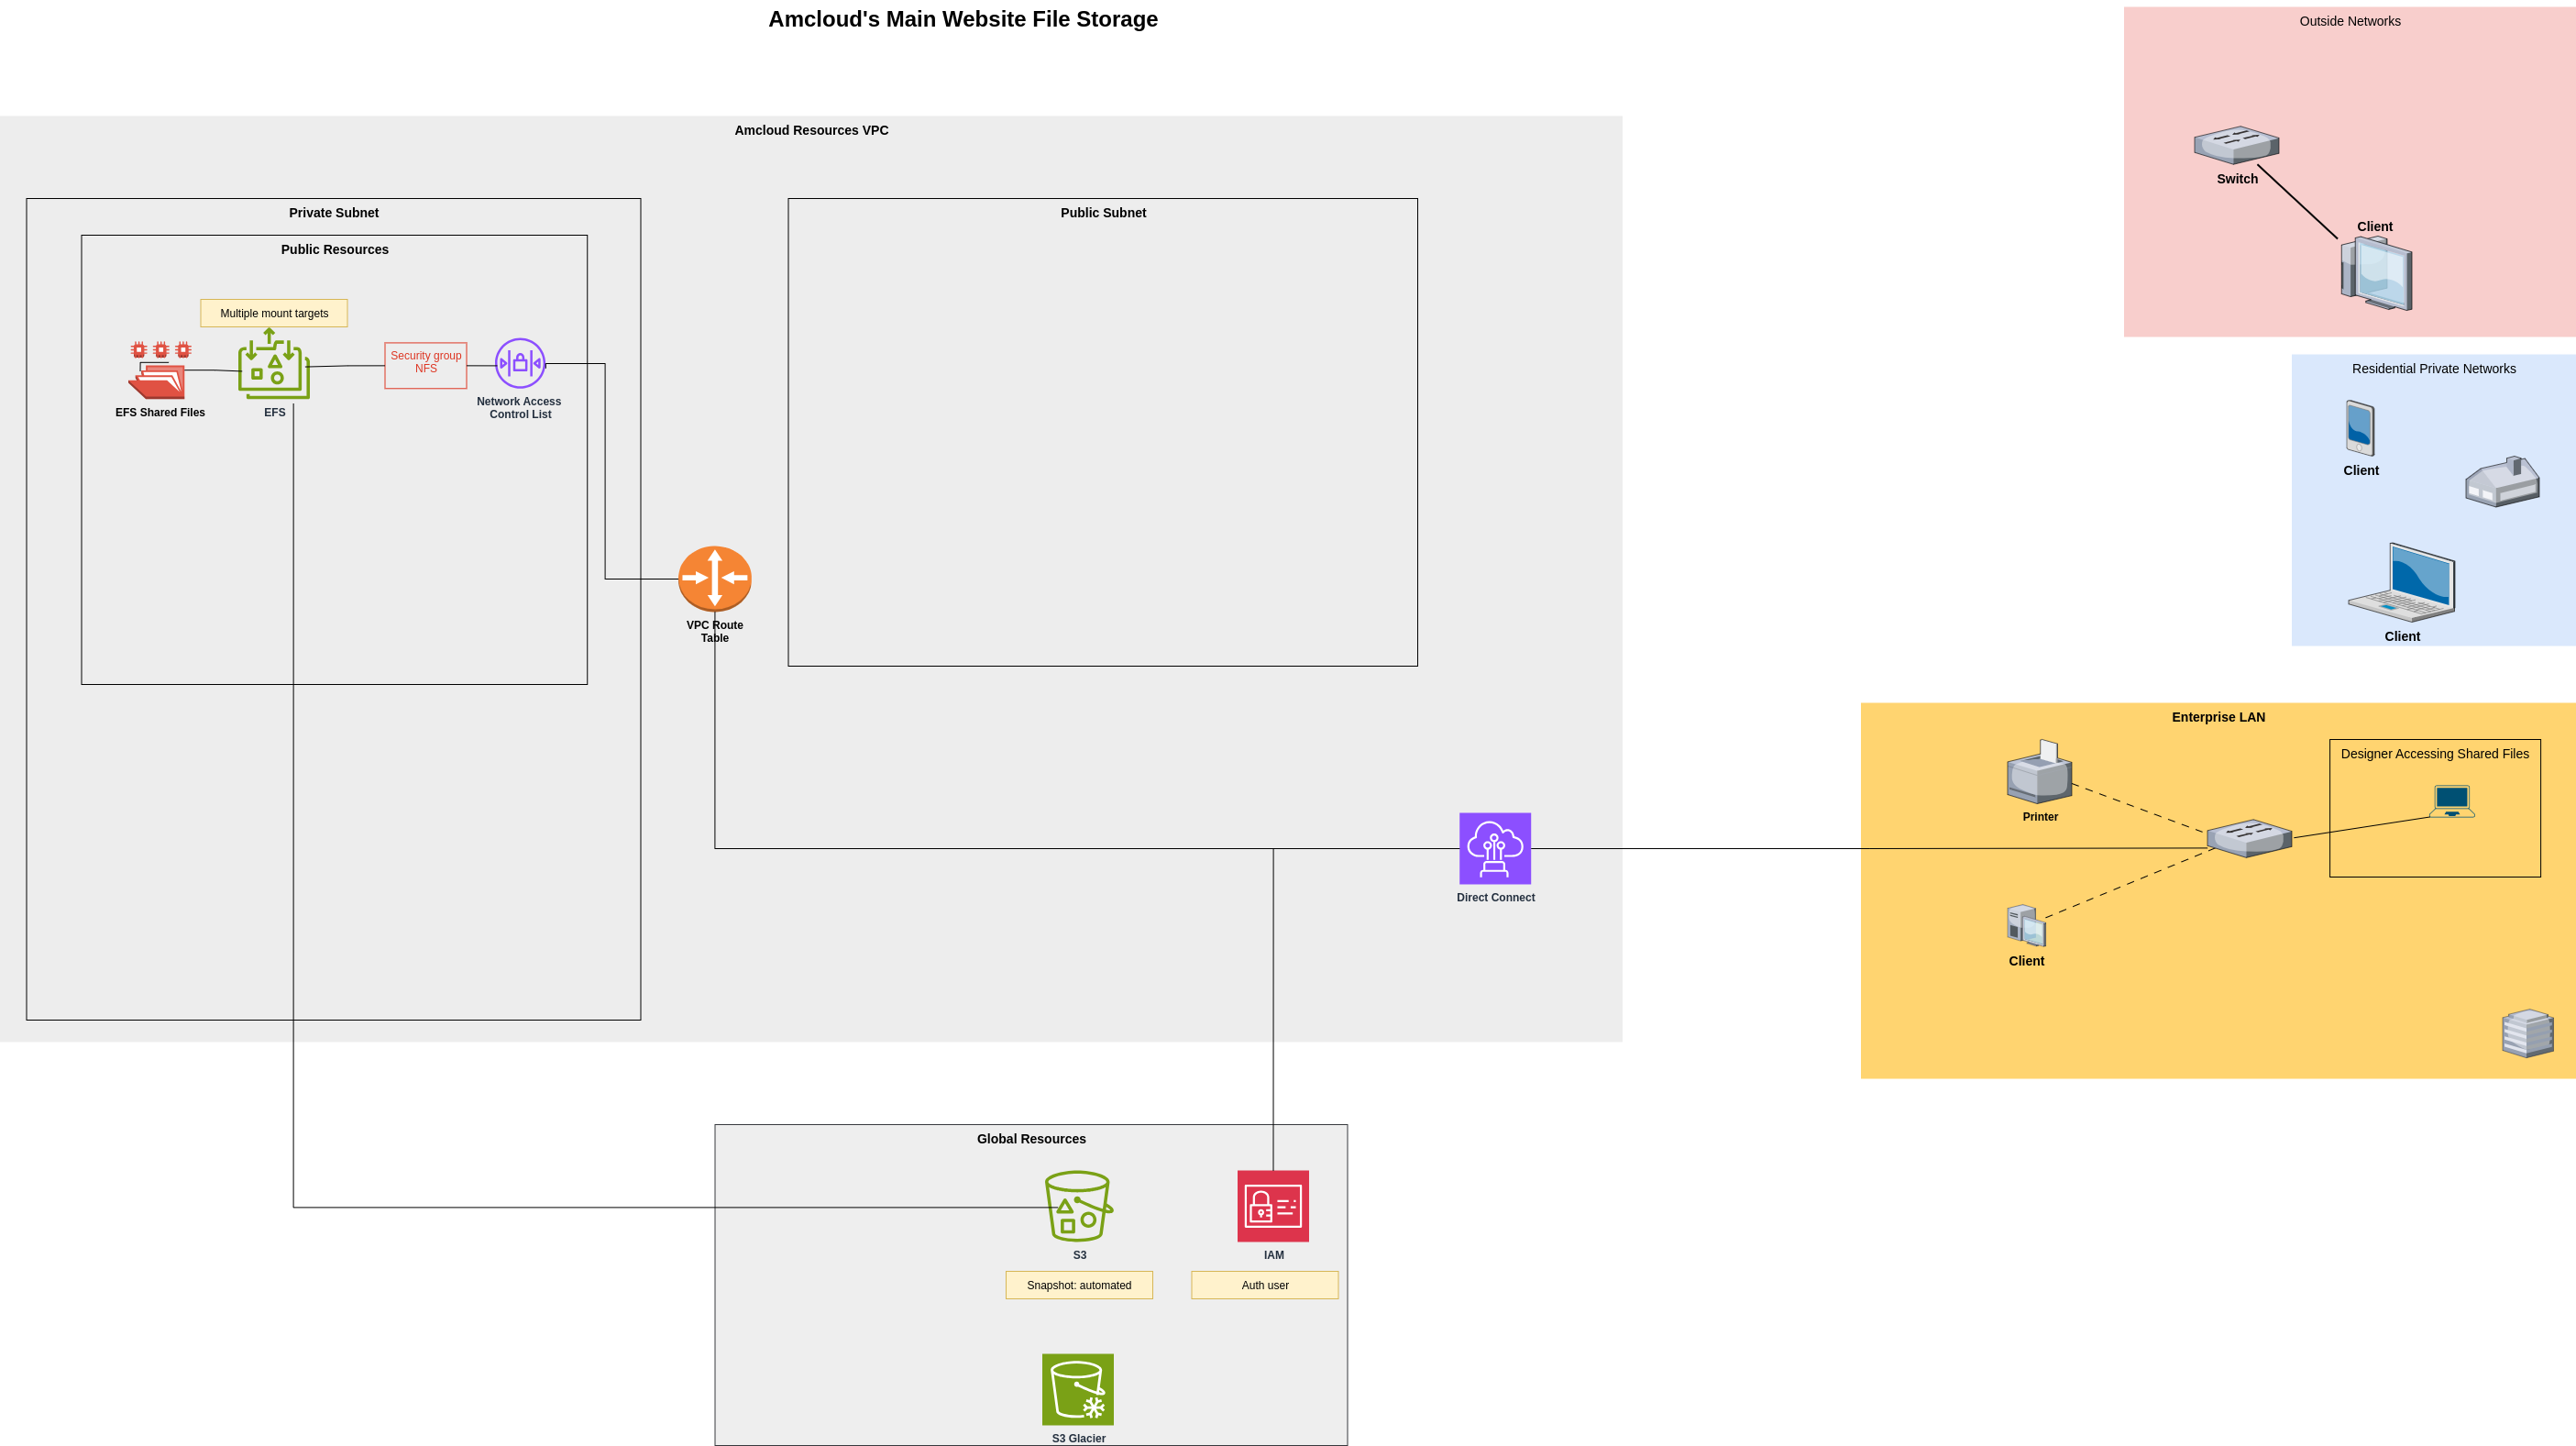 Amcloud's Main Website File Storage
Outside Networks
Switch
Client
Amcloud Resources VPC
Private Subnet
Public Resources
Multiple mount targets
EFS Shared Files
EFS
Security group
NFS
Network Access
Control List
VPC Route
Table
Public Subnet
Residential Private Networks
Client
Client
Enterprise LAN
Designer Accessing Shared Files
Printer
Client
Direct Connect
Global Resources
S3
IAM
Snapshot: automated
Auth user
S3 Glacier